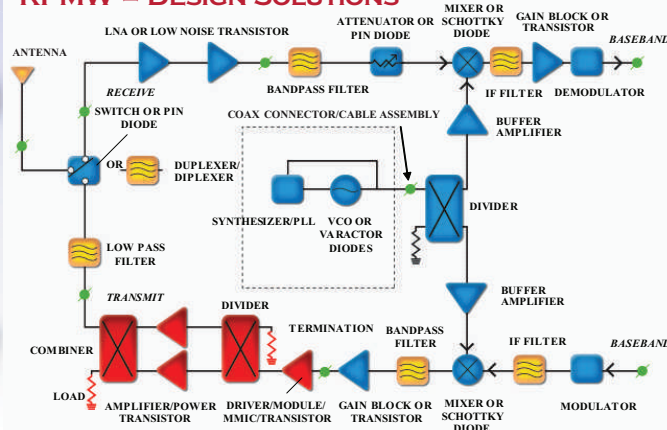 RFMW – DESIGN SOLUTIONS
ANTENNA
LNA OR LOW NOISE TRANSISTOR
ATTENUATOR OR
PIN DIODE
MIXER OR
SCHOTTKY
DIODE
GAIN BLOCK OR
TRANSISTOR
BASEBAND
RECEIVE
BANDPASS FILTER
IF FILTER
DEMODULATOR
SWITCH OR PIN
DIODE
COAX CONNECTOR/CABLE ASSEMBLY
BUFFER
AMPLIFIER
OR
DUPLEXER/
DIPLEXER
SYNTHESIZER/PLL
VCO OR
VARACTOR
DIODES
DIVIDER
LOW PASS
FILTER
TRANSMIT
DIVIDER
TERMINATION
BUFFER
AMPLIFIER
BANDPASS
FILTER
IF FILTER
BASEBAND
COMBINER
LOAD
AMPLIFIER/POWER
TRANSISTOR
DRIVER/MODULE/
MMIC/TRANSISTOR
GAIN BLOCK OR
TRANSISTOR
MIXER OR
SCHOTTKY
DIODE
MODULATOR